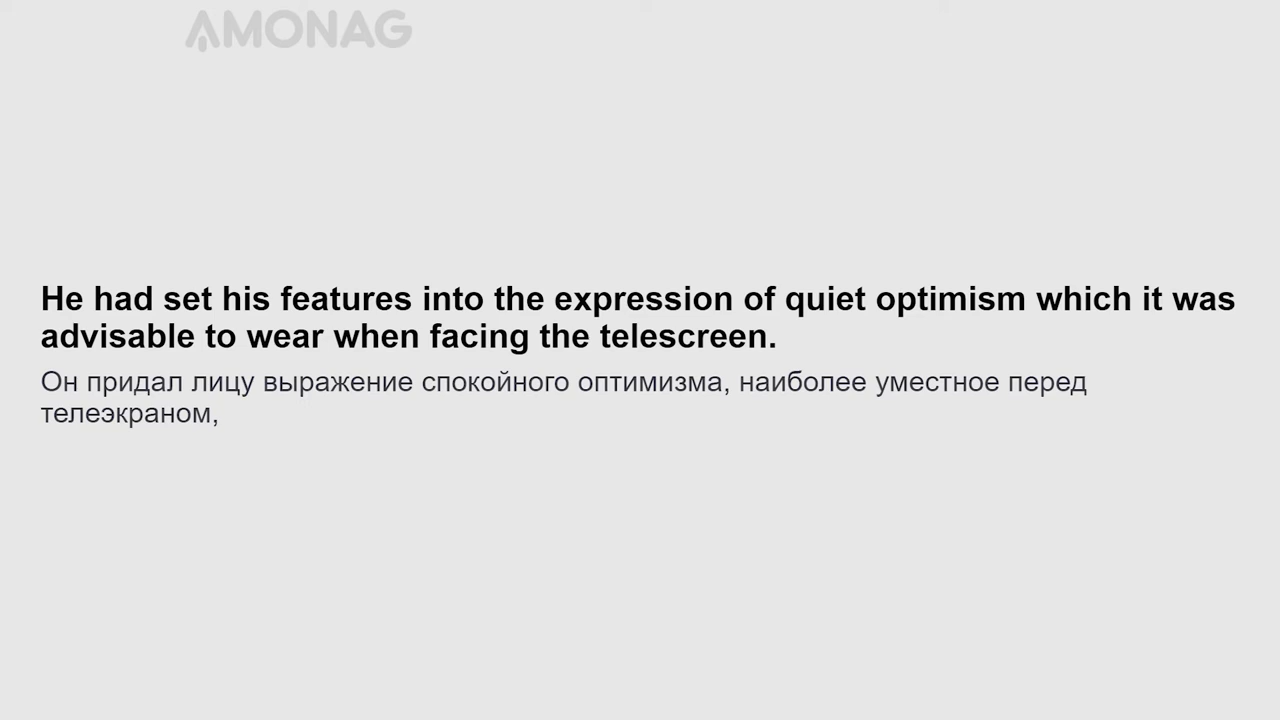 AMONAG
He had set his features into the expression of quiet optimism which it was
advisable to wear when facing the telescreen.
Он придал лицу выражение спокойного оптимизма, наиболее уместное перед
телеэкраном,